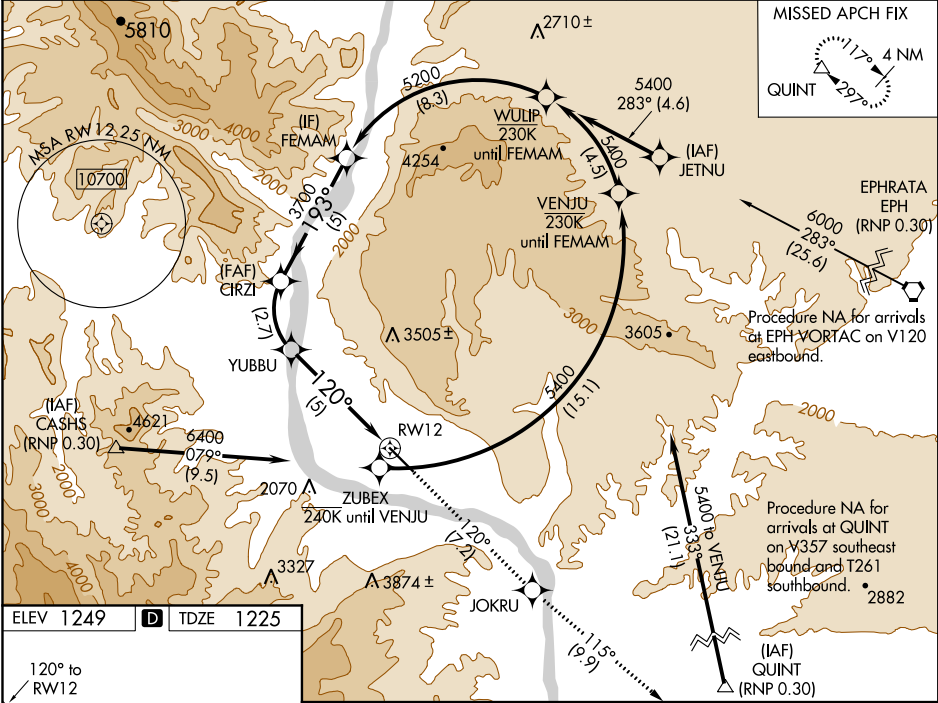 5810
2710±
MISSED APCH FIX
117°
4 NM
QUINT
297°
3000
4000
2000
MSA RW12 25 NM
10700
(IF)
FEMAM
5200
(8.3)
WULIP
230K
until FEMAM
5400
283° (4.6)
(IAF)
JETNU
5400
(4.5)
4254
VENJU
230K
until FEMAM
EPHRATA
EPH
(RNP 0.30)
6000
283°
(25.6)
3700
193°
(5)
2000
(FAF)
CIRZI
(2.7)
YUBBU
3505±
3000
3605
Procedure NA for arrivals
at EPH VORTAC on V120
eastbound.
120°
(5)
5400
(15.1)
2000
(IAF)
CASHS
(RNP 0.30)
4621
6400
079°
(9.5)
RW12
ZUBEX
240K until VENJU
2070
2000
3000
4000
3327
3874±
120°
(7.2)
JOKRU
115°
(9.9)
5400 to VENJU
333°
(21.1)
Procedure NA for
arrivals at QUINT
on V357 southeast
bound and T261
southbound.
2882
(IAF)
QUINT
(RNP 0.30)
ELEV 1249
D
TDZE 1225
120° to
RW12